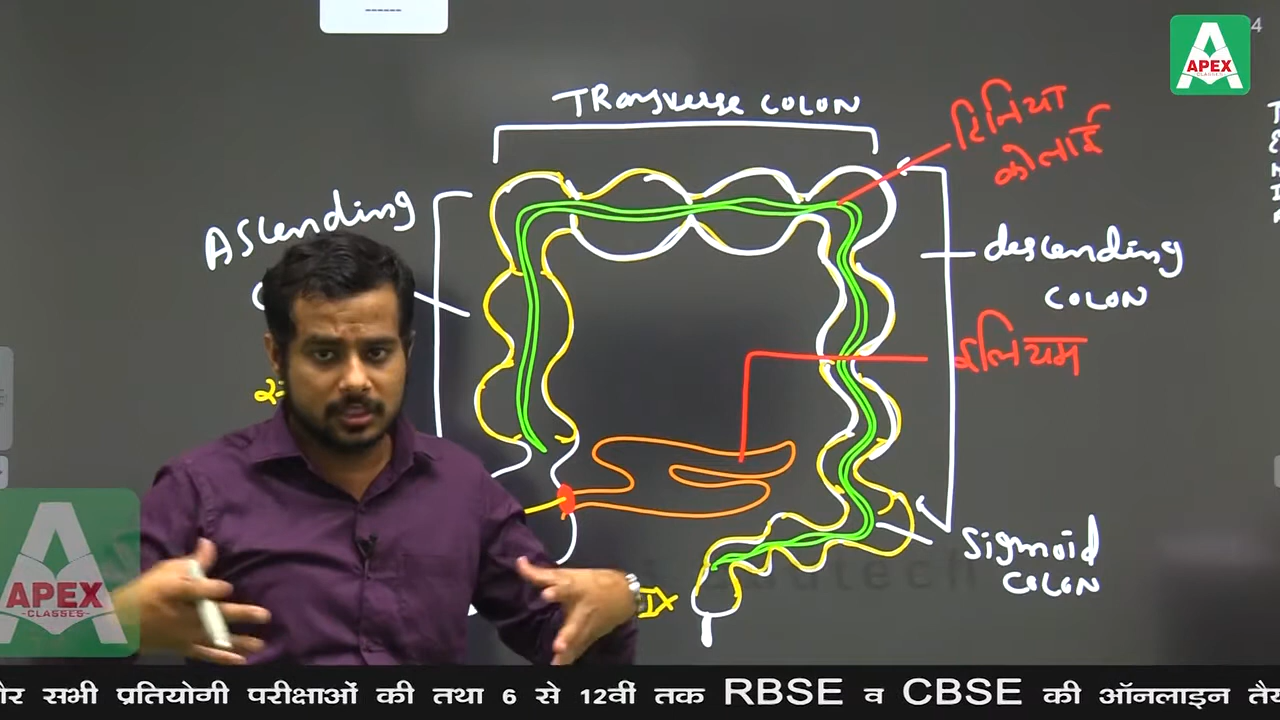 APEX
CLASSES
Transverse COLON
टिनिया
कोलाई
Ascending
descending
COLON
इलियम
Sigmoid
COLON
APEX
CLASSES
और सभी प्रतियोगी परीक्षाओं की तथा 6 से 12वीं तक RBSE व CBSE की ऑनलाइन